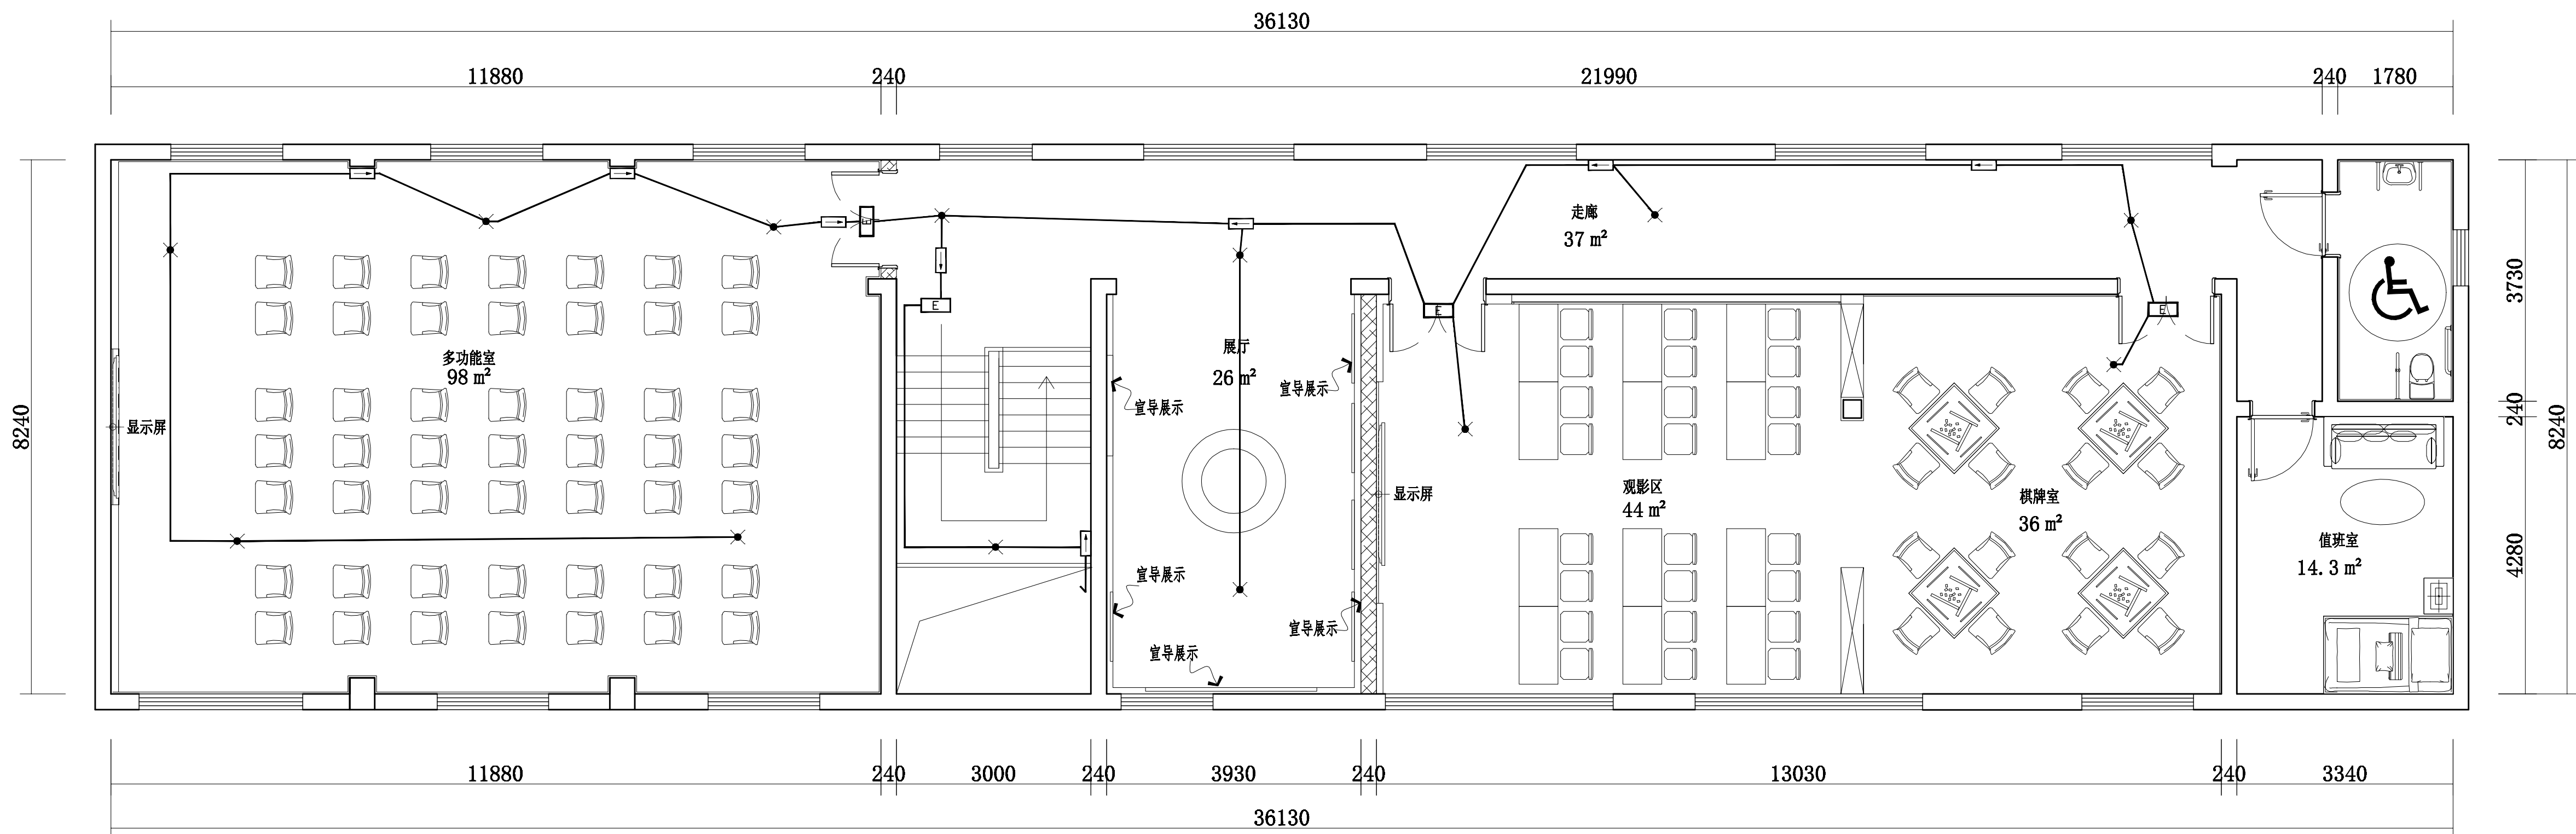 36130
11880 240 21990 240 1780
走廊
37 m²
3730
展厅
26 m²
多功能室
98 m²
宣导展示
宣导展示
显示屏
8240
240
8240
观影区
44 m²
显示屏
棋牌室
36 m²
值班室
14.3 m²
4280
宣导展示
宣导展示
宣导展示
E
E
E
E
11880 240 3000 240 3930 240 13030 240 3340
36130